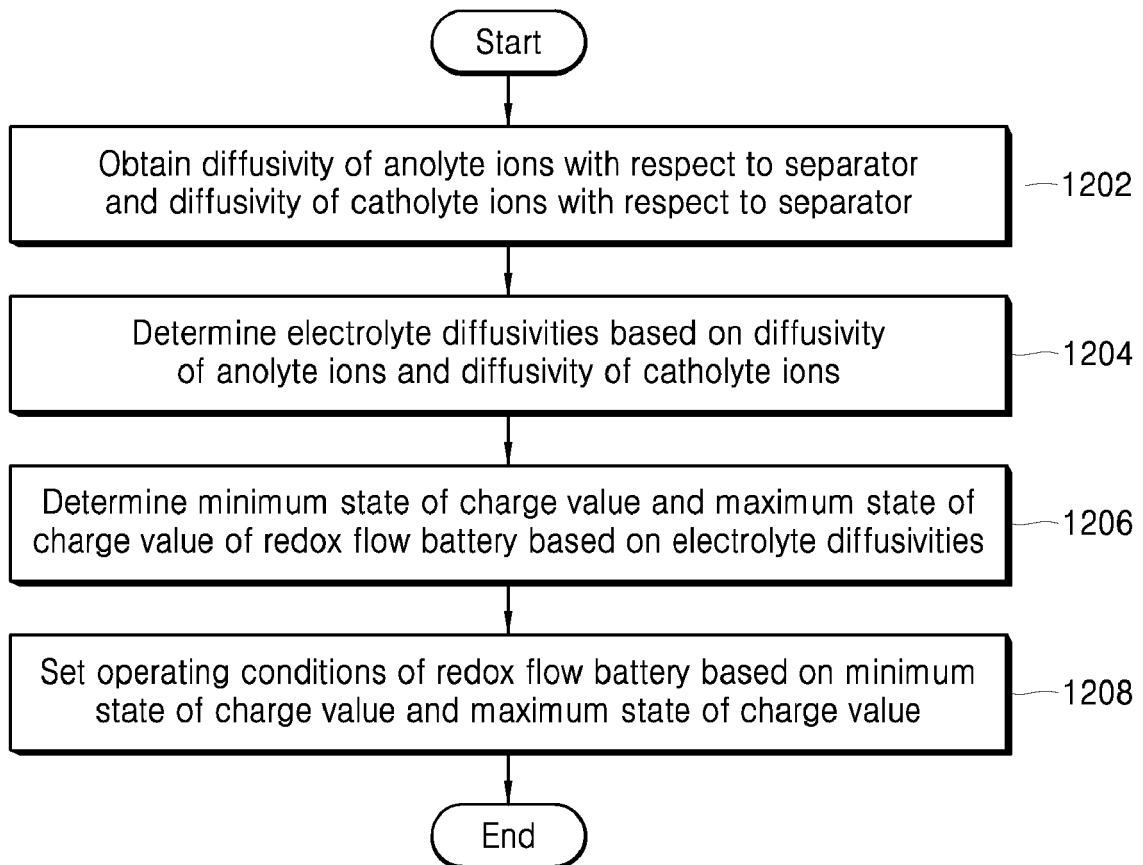 Start
Obtain diffusivity of anolyte ions with respect to separator
and diffusivity of catholyte ions with respect to separator
1202
Determine electrolyte diffusivities based on diffusivity
of anolyte ions and diffusivity of catholyte ions
1204
Determine minimum state of charge value and maximum state of
charge value of redox flow battery based on electrolyte diffusivities
1206
Set operating conditions of redox flow battery based on minimum
state of charge value and maximum state of charge value
1208
End